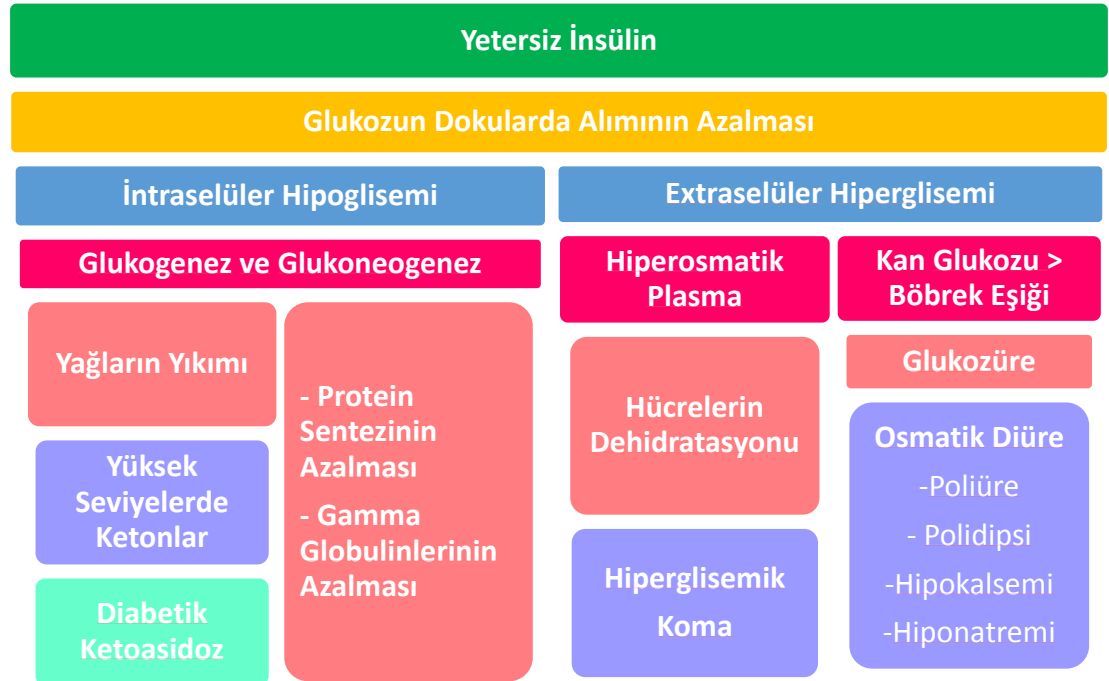 Yetersiz İnsülin
Glukozun Dokularda Alımının Azalması
İntraselüler Hipoglisemi
Glukogenez ve Glukoneogenez
Yağların Yıkımı
Yüksek
Seviyelerde
Ketonlar
Diabetik
Ketoasidoz
- Protein
Sentezinin
Azalması
- Gamma
Globulinlerinin
Azalması
Extraselüler Hiperglisemi
Hiperosmatik
Plasma
Hücrelerin
Dehidratasyonu
Hiperglisemik
Koma
Kan Glukozu >
Böbrek Eşiği
Glukozüre
Osmatik Diüre
-Poliüre
- Polidipsi
-Hipokalsemi
-Hiponatremi